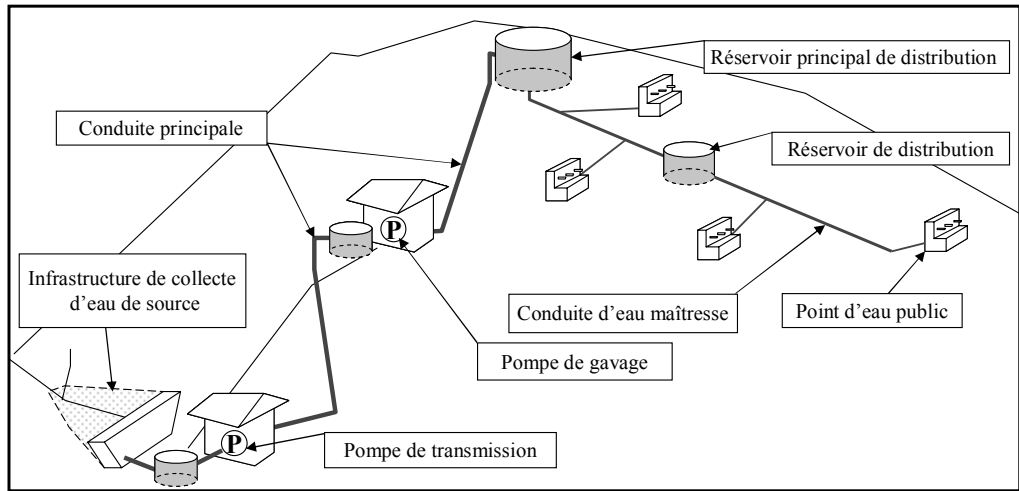 Réservoir principal de distribution
Conduite principale
Réservoir de distribution
P
Infrastructure de collecte
d’eau de source
Conduite d’eau maîtresse
Point d’eau public
Pompe de gavage
P
Pompe de transmission